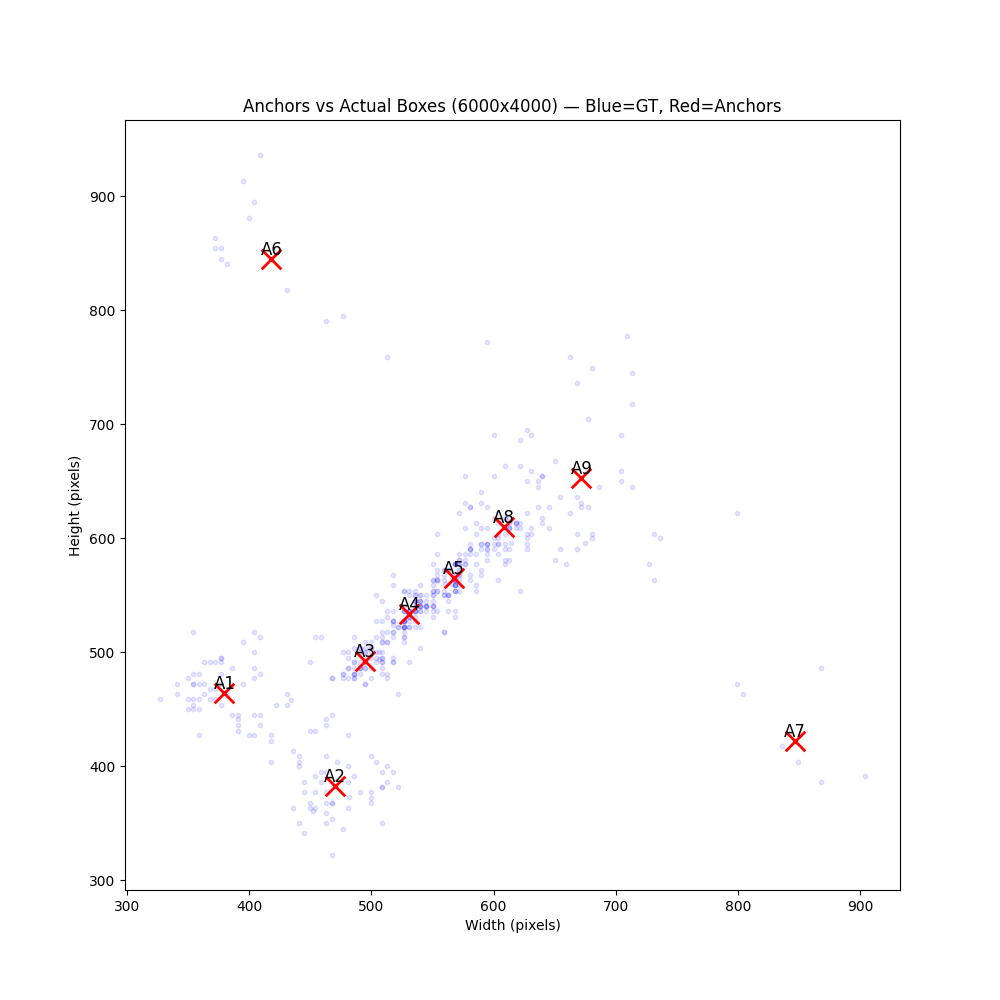 Anchors vs Actual Boxes (6000x4000) — Blue=GT, Red=Anchors
Height (pixels)
900
800
700
600
500
400
300
A6
A9
A8
A5
A4
A3
A1
A7
A2
300 400 500 600 700 800 900
Width (pixels)